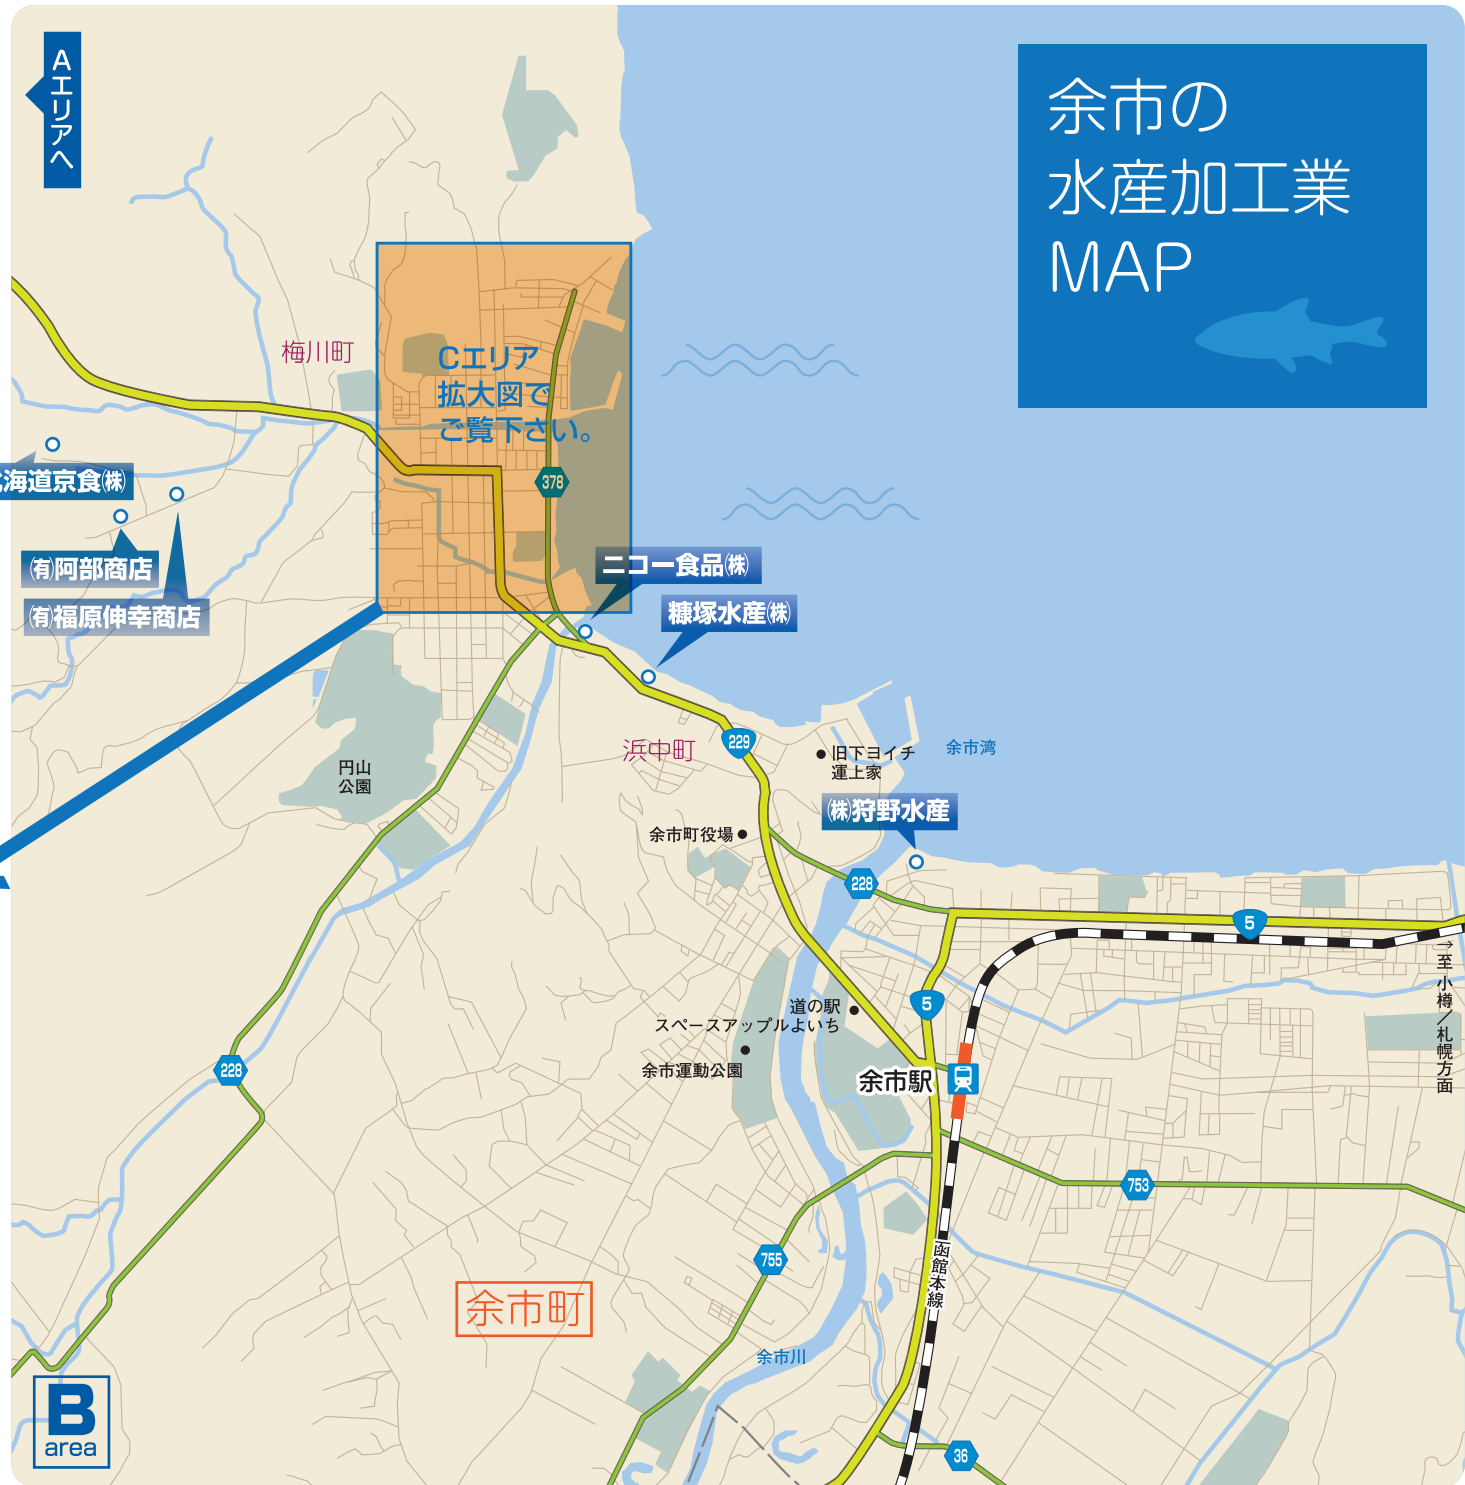 Aエリアへ
余市の
水産加工業
MAP
梅川町
Cエリア
拡大図で
ご覧下さい。
378
海道京食㈱
㈲阿部商店
㈲福原伸幸商店
ニコー食品㈱
糠塚水産㈱
浜中町
229
旧下ヨイチ
運上家
余市湾
円山
公園
㈱狩野水産
余市町役場
228
5
→至 小樽/札幌方面
5
道の駅
スペースアップルよいち
余市運動公園
余市駅
228
753
755
函館本線
余市町
余市川
B
area
36